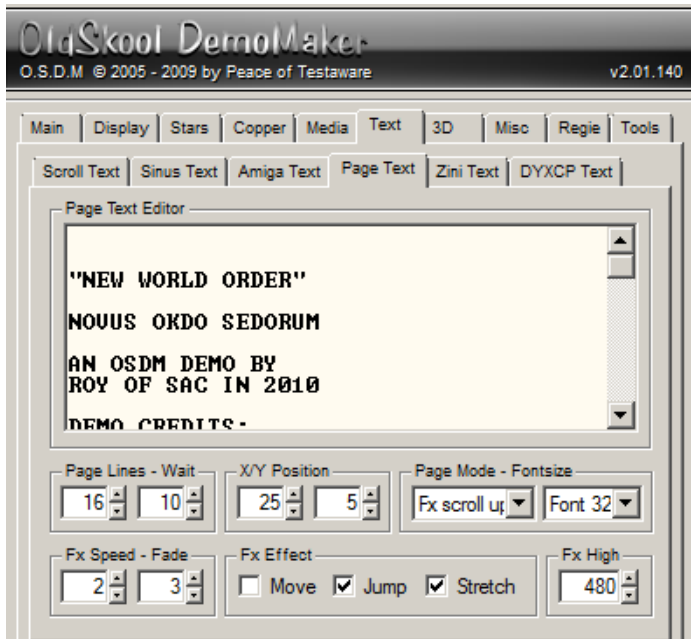 OldSkool DemoMaker
O.S.D.M © 2005 - 2009 by Peace of Testaware v2.01.140
Main Display Stars Copper Media Text 3D Misc Regie Tools
Scroll Text Sinus Text Amiga Text Page Text Zini Text DYXCP Text
Page Text Editor
"NEW WORLD ORDER"
NOVUS OKDO SEDORUM
AN OSDM DEMO BY
ROY OF SAC IN 2010
DEMO CREDITS:
Page Lines - Wait X/Y Position Page Mode - Fontsize
16 10 25 5 Fx scroll up Font 32
Fx Speed - Fade Fx Effect Fx High
2 3 Move Jump Stretch 480